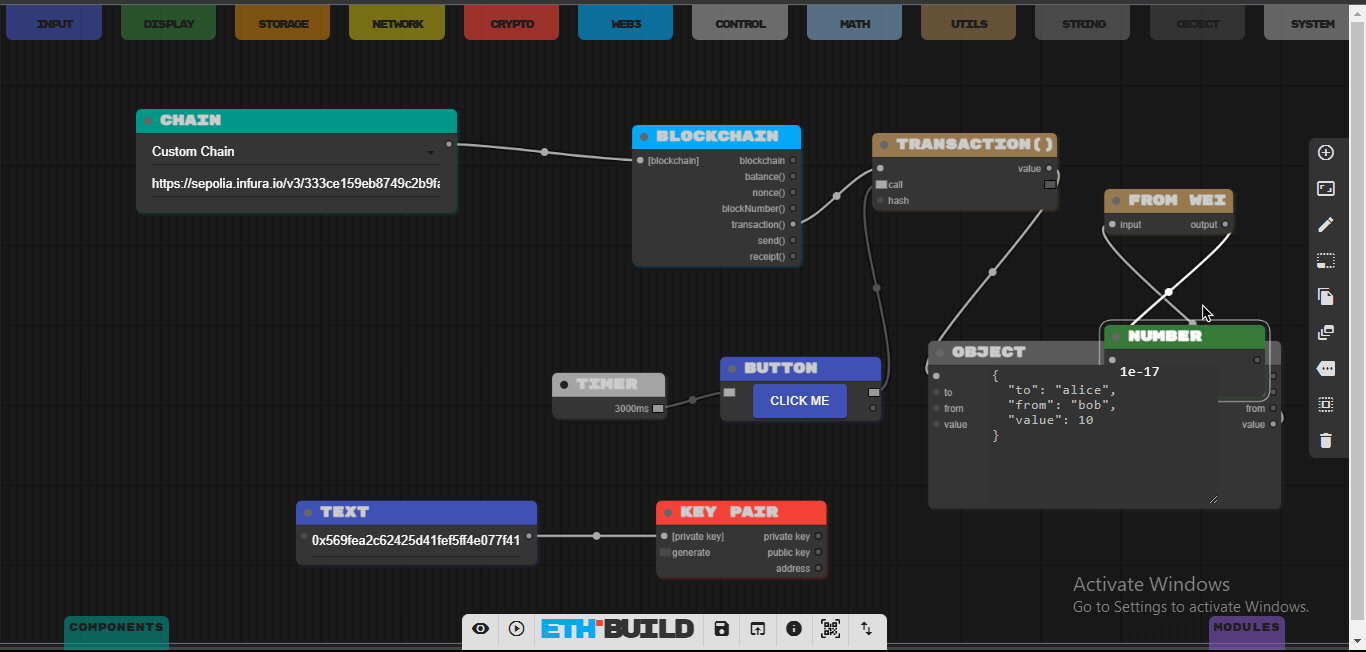 INPUT
DISPLAY
STORAGE
NETWORK
CRYPTO
WEB3
CONTROL
MATH
UTILS
STRING
OBJECT
SYSTEM
CHAIN
Custom Chain
https://sepolia.infura.io/v3/333ce159eb8749c2b9fa
BLOCKCHAIN
[blockchain] blockchain
balance()
nonce()
blockNumber()
transaction()
send()
receipt()
TRANSACTION()
value
call
hash
FROM WEI
input output
NUMBER
1e-17
OBJECT
to
from
value
{
"to": "alice",
"from": "bob",
"value": 10
}
from
value
TIMER
3000ms
BUTTON
CLICK ME
TEXT
0x569fea2c62425d41fef5ff4e077f41
KEY PAIR
[private key] private key
generate public key
address
Activate Windows
Go to Settings to activate Windows.
COMPONENTS
ETH BUILD
MODULES